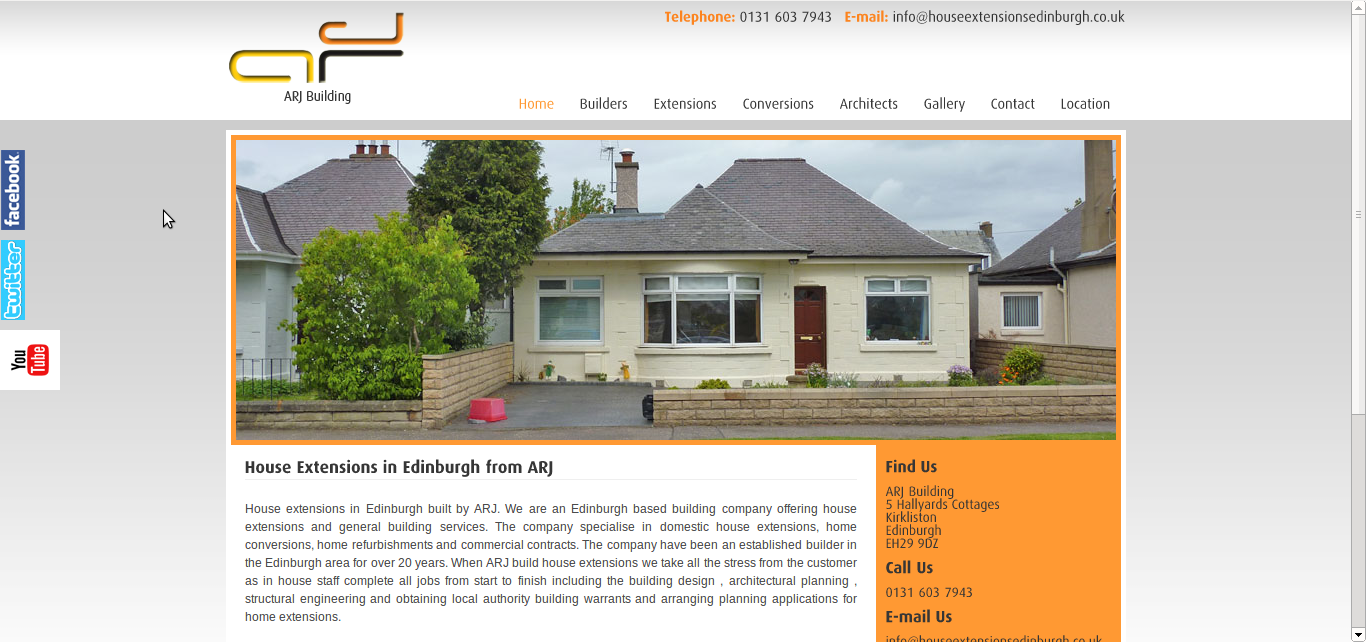 Telephone: 0131 603 7943 E-mail: info@houseextensionsedinburgh.co.uk
ARJ Building
Home Builders Extensions Conversions Architects Gallery Contact Location
facebook
twitter
You
Tube
House Extensions in Edinburgh from ARJ
House extensions in Edinburgh built by ARJ. We are an Edinburgh based building company offering house
extensions and general building services. The company specialise in domestic house extensions, home
conversions, home refurbishments and commercial contracts. The company have been an established builder in
the Edinburgh area for over 20 years. When ARJ build house extensions we take all the stress from the customer
as in house staff complete all jobs from start to finish including the building design , architectural planning ,
structural engineering and obtaining local authority building warrants and arranging planning applications for
home extensions.
Find Us
ARJ Building
5 Hallyards Cottages
Kirkliston
Edinburgh
EH29 9DZ
Call Us
0131 603 7943
E-mail Us
info@houseextensionsedinburgh.co.uk